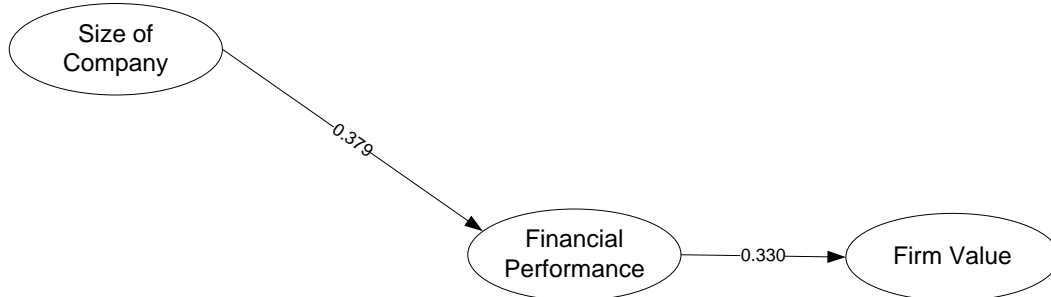 Size of
Company
0.379
Financial
Performance
0.330
Firm Value